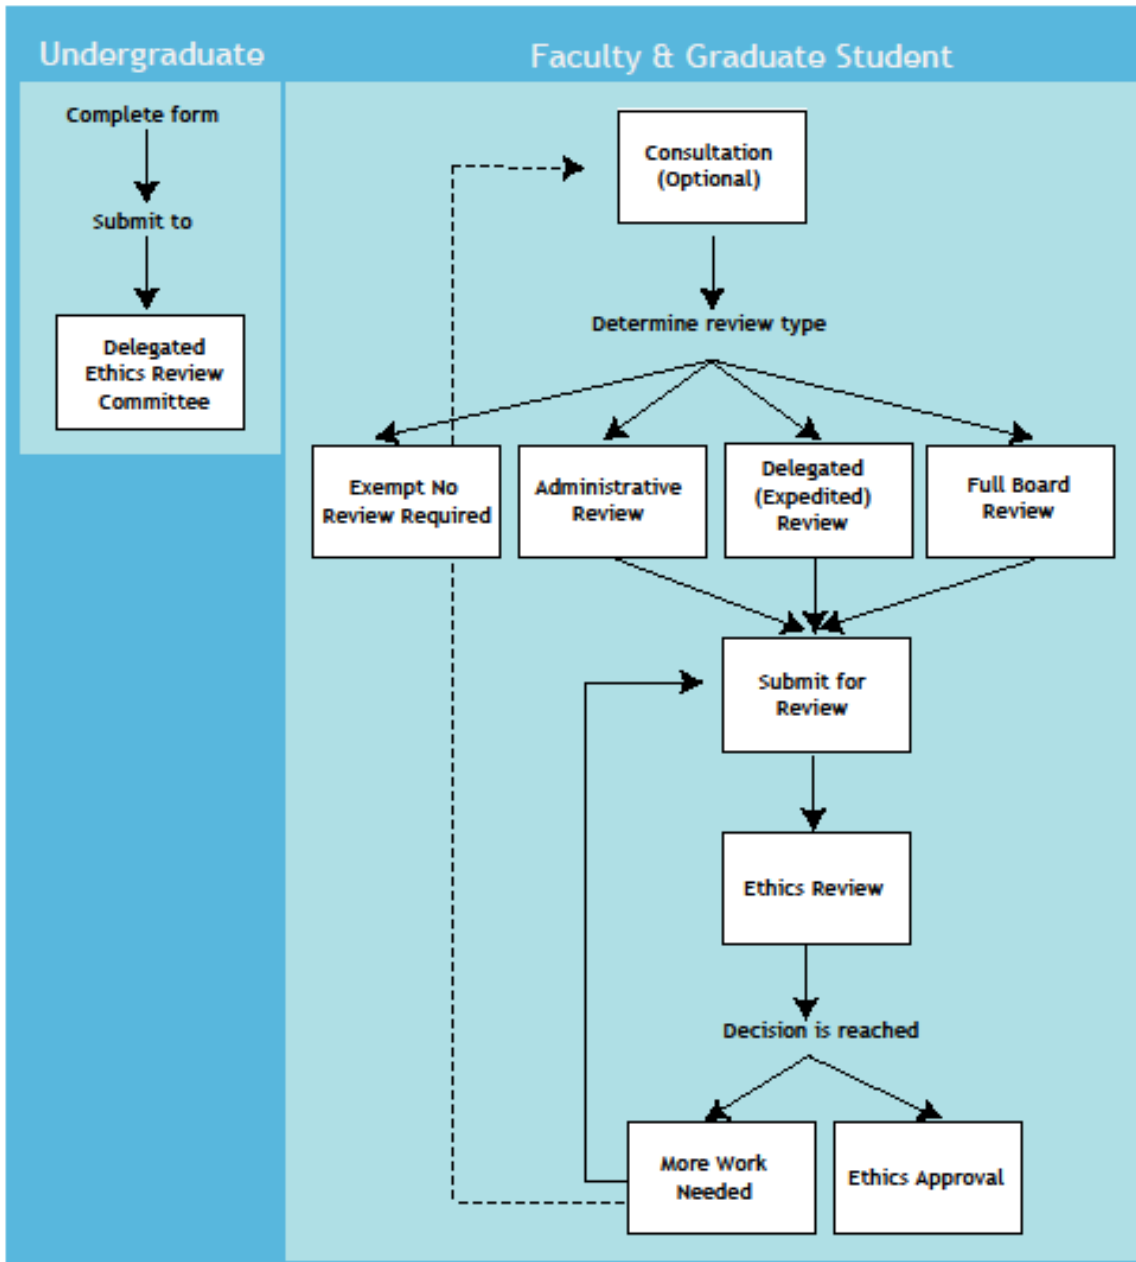 Undergraduate
Complete form
Submit to
Delegated
Ethics Review
Committee
Faculty & Graduate Student
Consultation
(Optional)
Determine review type
Exempt No
Review Required
Administrative
Review
Delegated
(Expedited)
Review
Full Board
Review
Submit for
Review
Ethics Review
Decision is reached
More Work
Needed
Ethics Approval